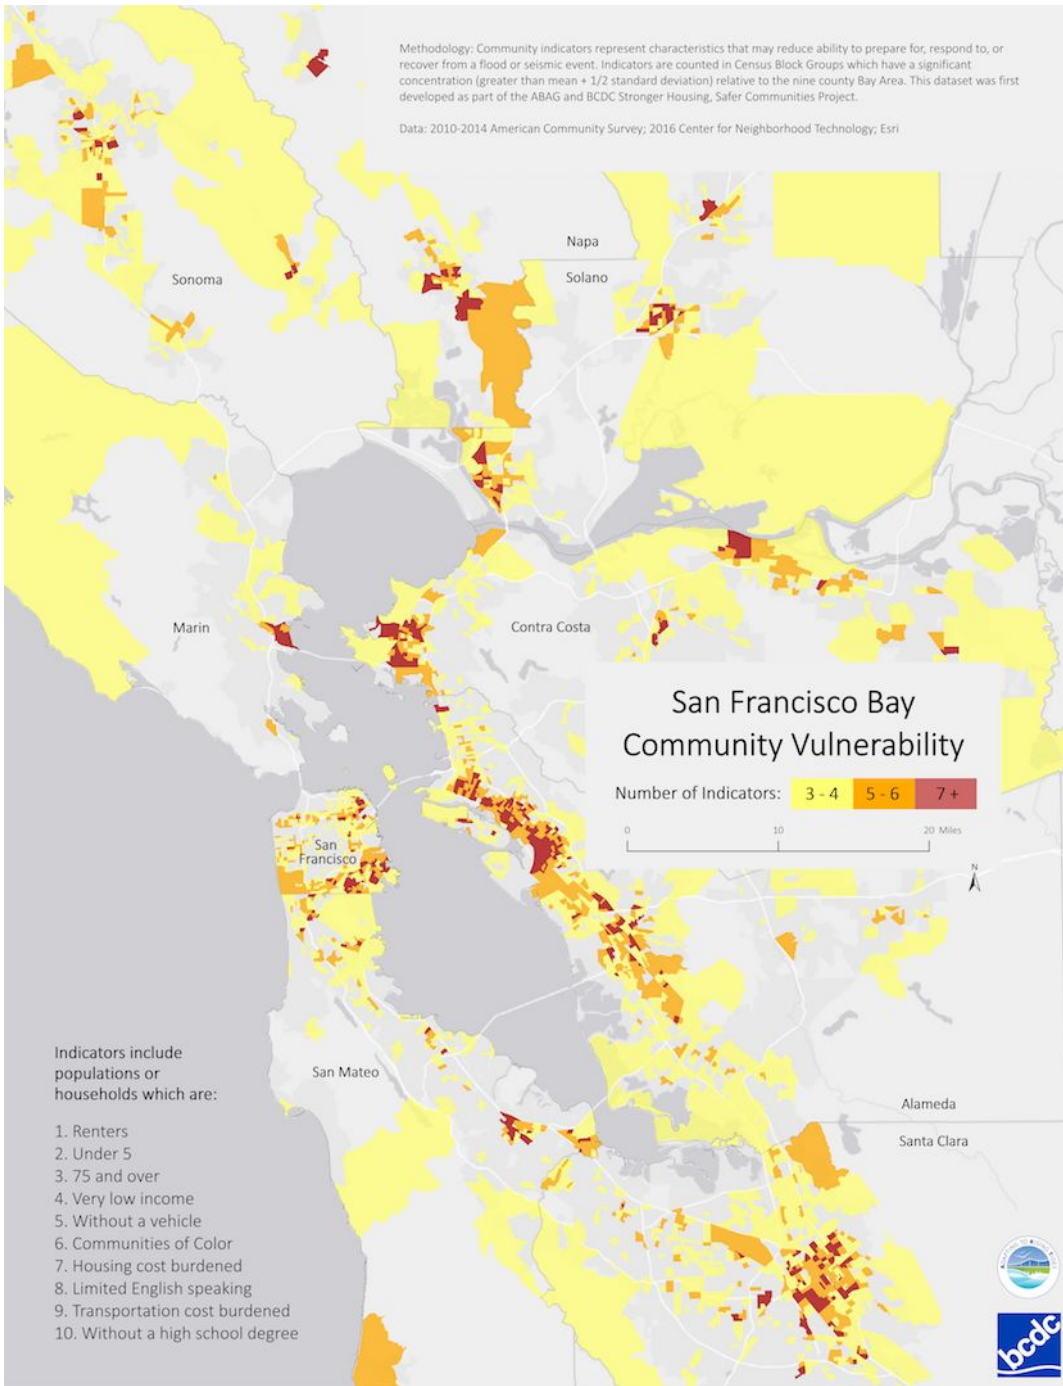 Methodology: Community indicators represent characteristics that may reduce ability to prepare for, respond to, or
recover from a flood or seismic event. Indicators are counted in Census Block Groups which have a significant
concentration (greater than mean + 1/2 standard deviation) relative to the nine county Bay Area. This dataset was first
developed as part of the ABAG and BCDC Stronger Housing, Safer Communities Project.
Data: 2010-2014 American Community Survey; 2016 Center for Neighborhood Technology; Esri
Napa
Solano
Sonoma
Marin
Contra Costa
San Francisco Bay
Community Vulnerability
Number of Indicators: 3 - 4 5 - 6 7 +
0 10 20 Miles
N
San
Francisco
San Mateo
Alameda
Santa Clara
Indicators include
populations or
households which are:
1. Renters
2. Under 5
3. 75 and over
4. Very low income
5. Without a vehicle
6. Communities of Color
7. Housing cost burdened
8. Limited English speaking
9. Transportation cost burdened
10. Without a high school degree
bcdc